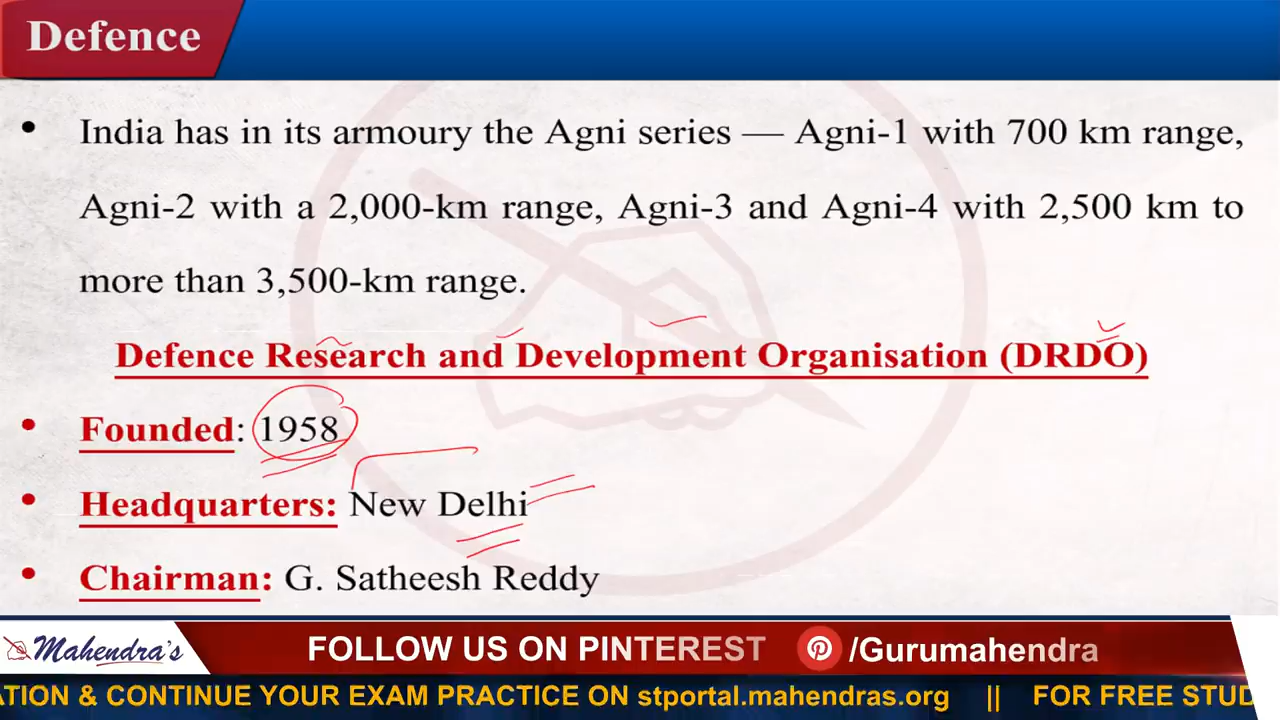 Defence
• India has in its armoury the Agni series — Agni-1 with 700 km range,
Agni-2 with a 2,000-km range, Agni-3 and Agni-4 with 2,500 km to
more than 3,500-km range.
Defence Research and Development Organisation (DRDO)
• Founded: 1958
• Headquarters: New Delhi
• Chairman: G. Satheesh Reddy
Mahendra's
FOLLOW US ON PINTEREST /Gurumahendra
ATION & CONTINUE YOUR EXAM PRACTICE ON stportal.mahendras.org || FOR FREE STUD